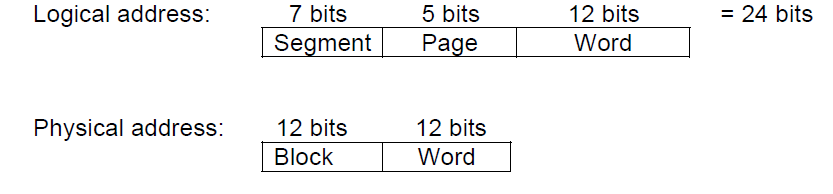 Logical address: 7 bits 5 bits 12 bits = 24 bits
Segment Page Word
Physical address: 12 bits 12 bits
Block Word